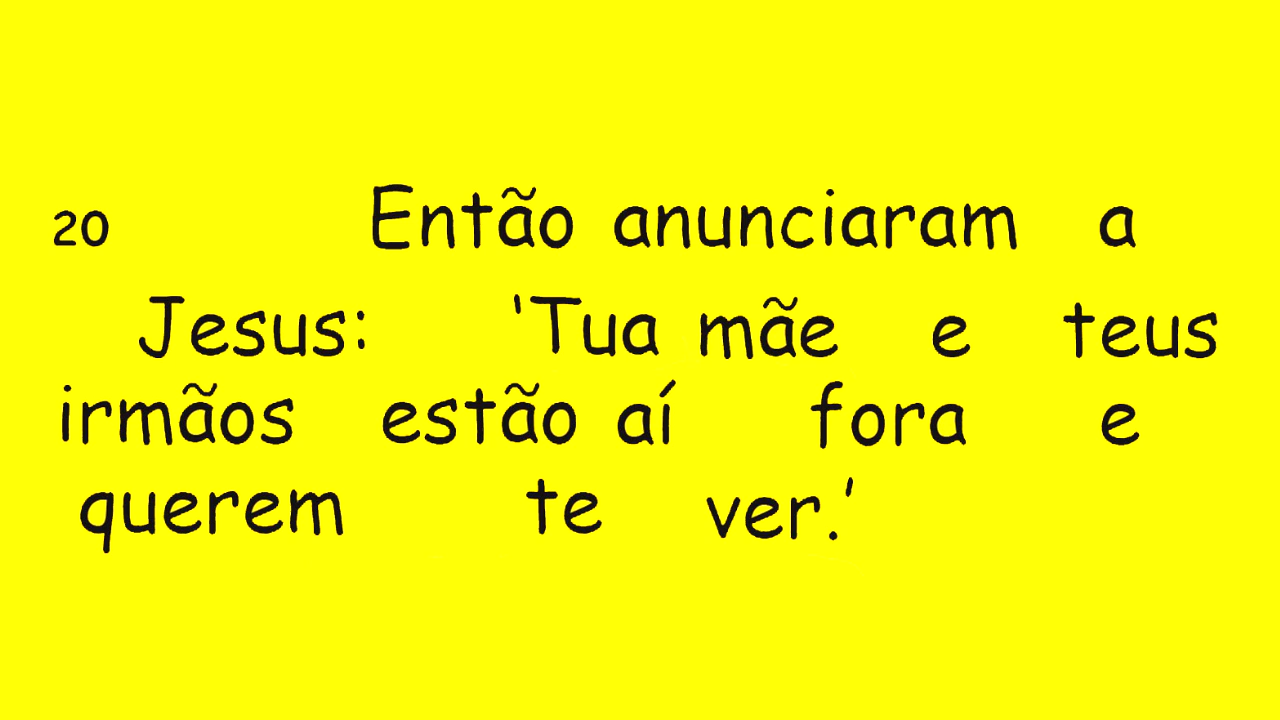 20 Então anunciaram a
Jesus: 'Tua mãe e teus
irmãos estão aí fora e
querem te ver.'